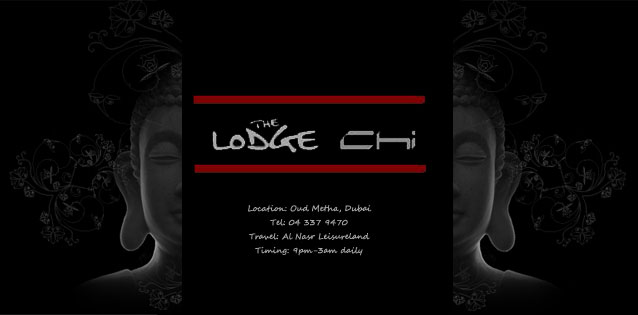 THE
LODGE Chi
Location: Oud Metha, Dubai
Tel: 04 337 9470
Travel: Al Nasr Leisureland
Timing: 9pm-3am daily